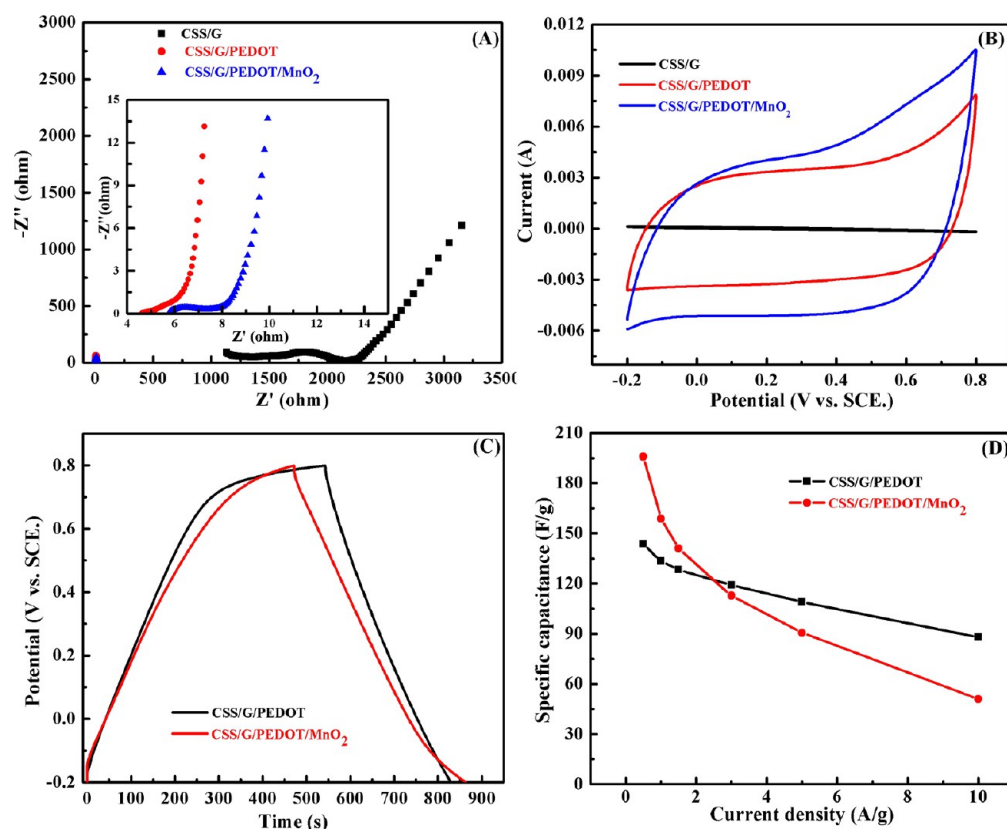 (A)
CSS/G
CSS/G/PEDOT
CSS/G/PEDOT/MnO2
3000
2500
2000
1500
1000
500
0
-Z'' (ohm)
0 500 1000 1500 2000 2500 3000 3500
Z' (ohm)
15
12
9
6
3
0
-Z''(ohm)
4 6 8 10 12 14
Z' (ohm)
(B)
CSS/G
CSS/G/PEDOT
CSS/G/PEDOT/MnO2
0.012
0.009
0.006
0.003
0.000
-0.003
-0.006
Current (A)
-0.2 0.0 0.2 0.4 0.6 0.8
Potential (V vs. SCE.)
(C)
0.8
0.6
0.4
0.2
0.0
-0.2
Potential (V vs. SCE.)
CSS/G/PEDOT
CSS/G/PEDOT/MnO2
0 100 200 300 400 500 600 700 800 900
Time (s)
(D)
CSS/G/PEDOT
CSS/G/PEDOT/MnO2
210
180
150
120
90
60
30
0
Specific capacitance (F/g)
0 2 4 6 8 10
Current density (A/g)